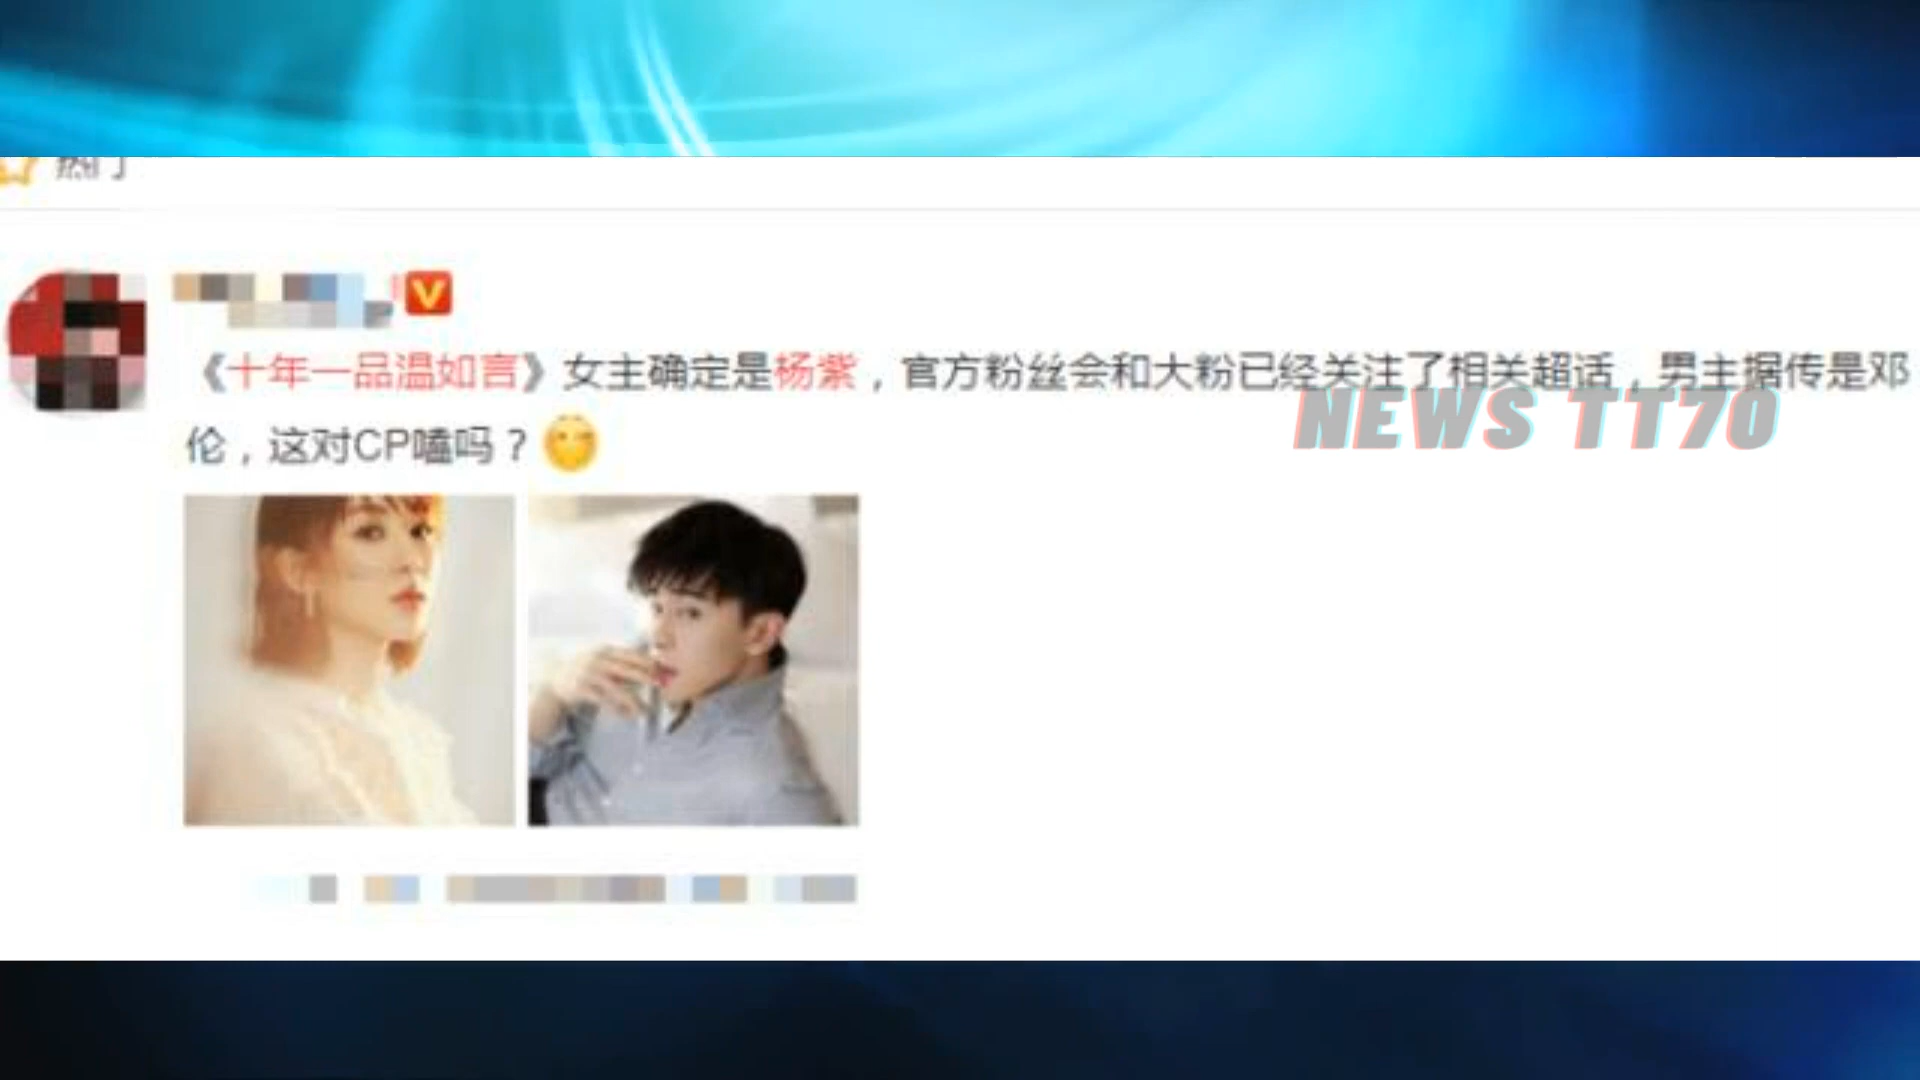 热门
V
《十年一品温如言》女主确定是杨紫，官方粉丝会和大粉已经关注了相关超话，男主据传是邓
伦，这对CP嗑吗？
NEWS TT70